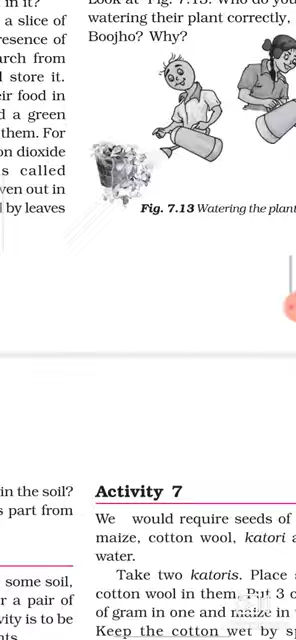 in it?
a slice of
resence of
arch from
store it.
eir food in
d a green
them. For
on dioxide
s called
ven out in
by leaves
Look at Fig. 7.13. Who do you
watering their plant correctly,
Boojho? Why?
Fig. 7.13 Watering the plant
in the soil?
s part from
some soil,
r a pair of
vity is to be
nts
Activity 7
We would require seeds of
maize, cotton wool, katori a
water.
Take two katoris. Place s
cotton wool in them. Put 3 o
of gram in one and maize in
Keep the cotton wet by s